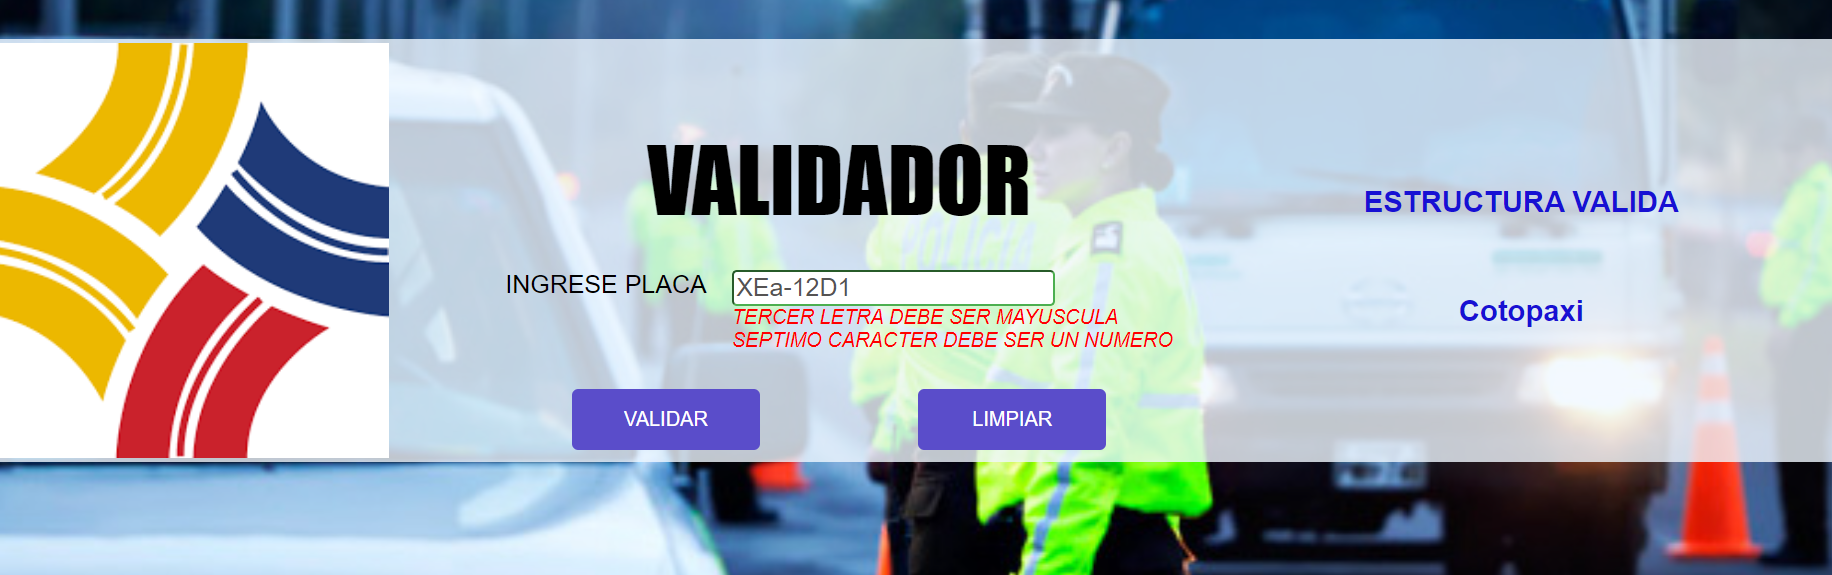 VALIDADOR
INGRESE PLACA XEa-12D1
TERCER LETRA DEBE SER MAYUSCULA
SEPTIMO CARACTER DEBE SER UN NUMERO
VALIDAR LIMPIAR
ESTRUCTURA VALIDA
Cotopaxi
POLICIA